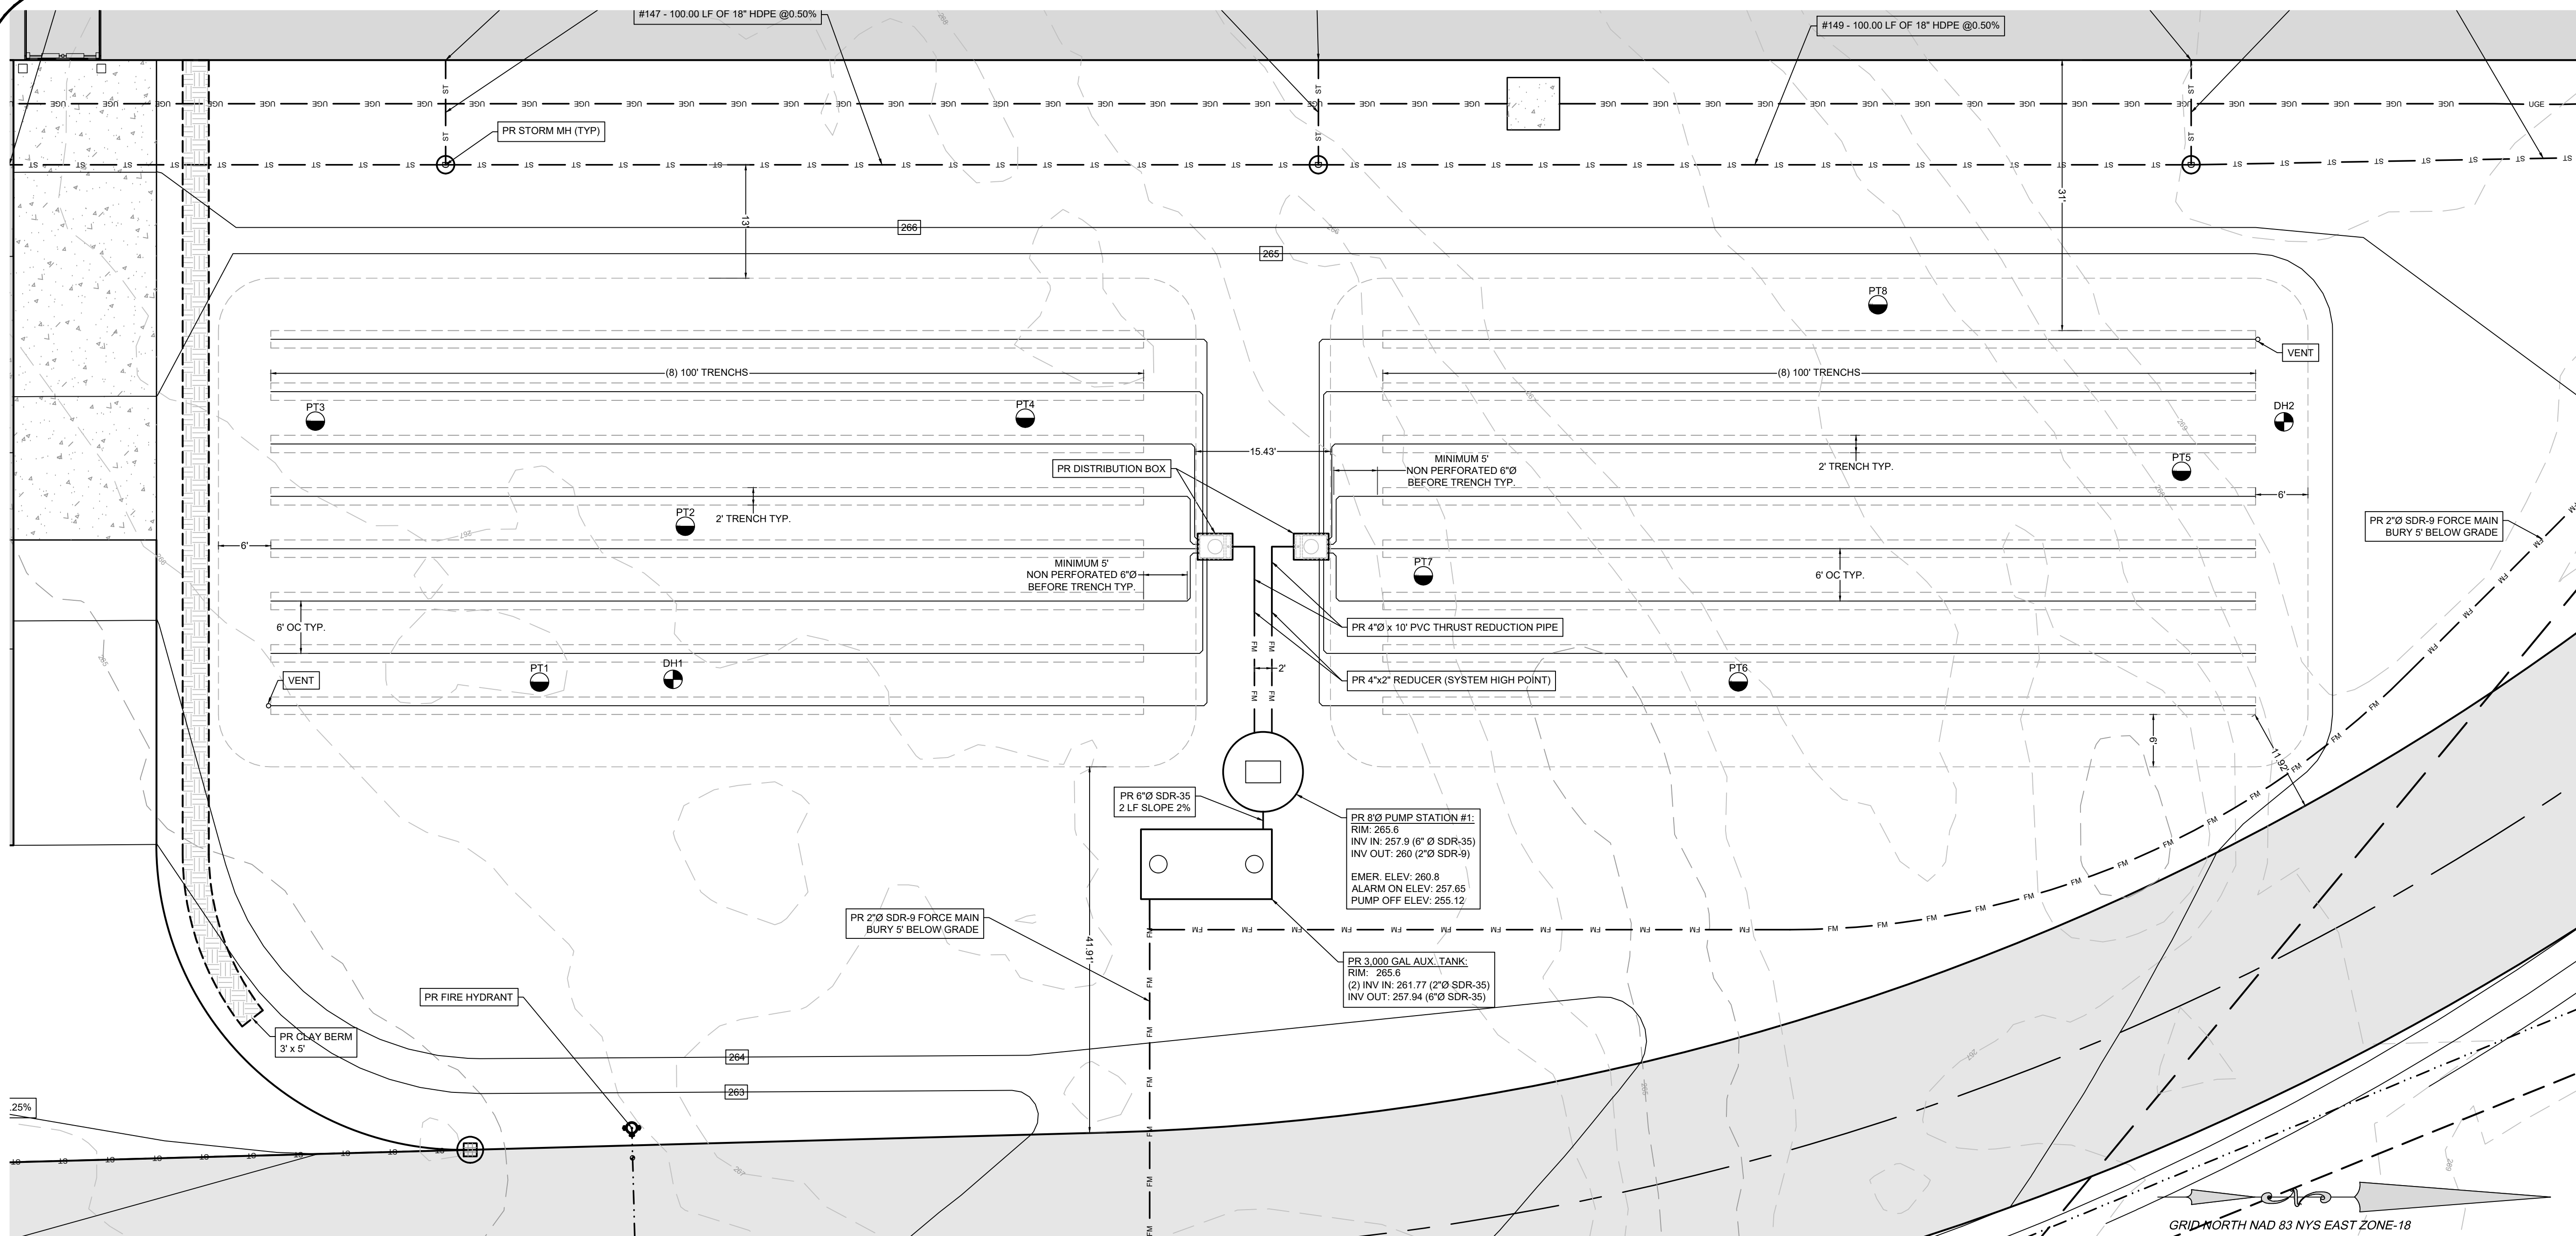 #147 - 100.00 LF OF 18" HDPE @0.50%
#149 - 100.00 LF OF 18" HDPE @0.50%
PR STORM MH (TYP)
UGE
ST
13'
31'
266
265
PT8
VENT
(8) 100' TRENCHS
(8) 100' TRENCHS
PT3
PT4
DH2
15.43'
PR DISTRIBUTION BOX
MINIMUM 5'
NON PERFORATED 6"Ø
BEFORE TRENCH TYP.
2' TRENCH TYP.
PT5
6'
PT2
2' TRENCH TYP.
PR 2"Ø SDR-9 FORCE MAIN
BURY 5' BELOW GRADE
6'
MINIMUM 5'
NON PERFORATED 6"Ø
BEFORE TRENCH TYP.
PT7
6' OC TYP.
6' OC TYP.
PR 4"Ø x 10' PVC THRUST REDUCTION PIPE
FM
2'
PT1
DH1
VENT
PR 4"x2" REDUCER (SYSTEM HIGH POINT)
PT6
6'
11.92'
PR 6"Ø SDR-35
2 LF SLOPE 2%
PR 8'Ø PUMP STATION #1:
RIM: 265.6
INV IN: 257.9 (6" Ø SDR-35)
INV OUT: 260 (2"Ø SDR-9)
EMER. ELEV: 260.8
ALARM ON ELEV: 257.65
PUMP OFF ELEV: 255.12
PR 2"Ø SDR-9 FORCE MAIN
BURY 5' BELOW GRADE
41.91'
PR 3,000 GAL AUX. TANK:
RIM: 265.6
(2) INV IN: 261.77 (2"Ø SDR-35)
INV OUT: 257.94 (6"Ø SDR-35)
PR FIRE HYDRANT
PR CLAY BERM
3' x 5'
264
263
.25%
267
265
269
GRID NORTH NAD 83 NYS EAST ZONE-18